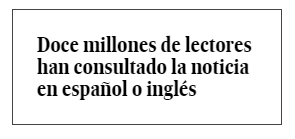 Doce millones de lectores
han consultado la noticia
en español o inglés